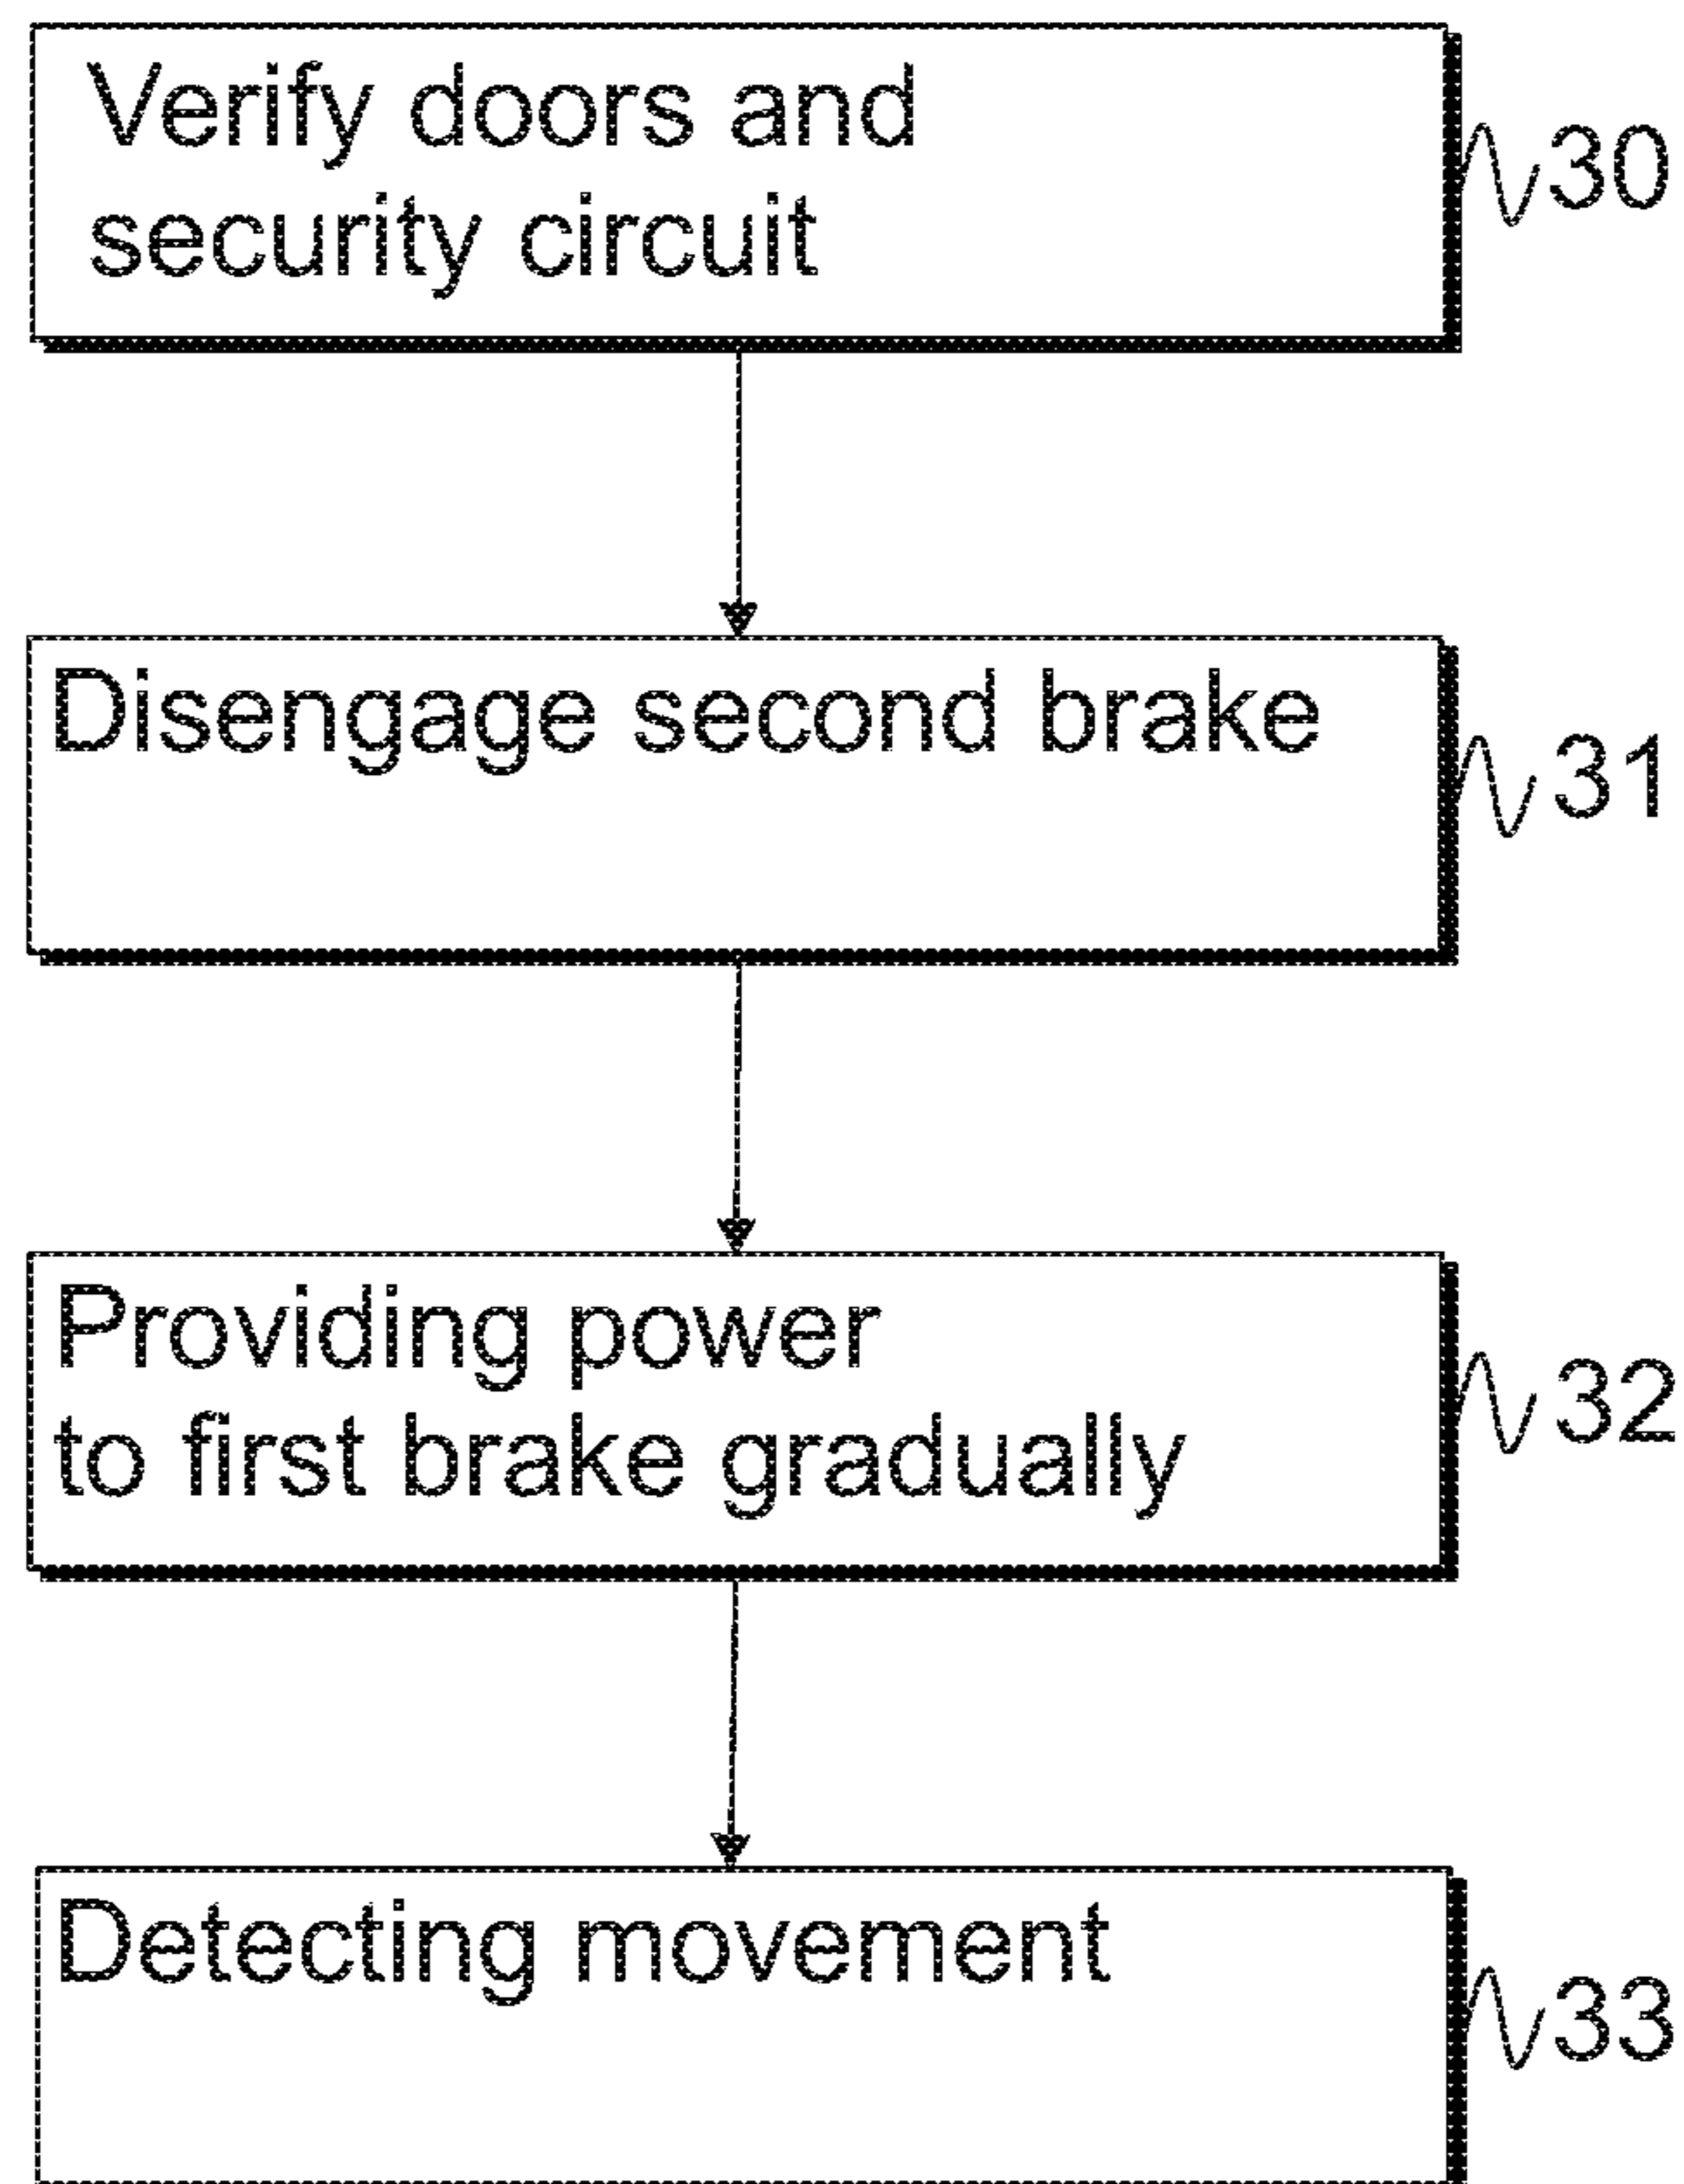 Verify doors and
security circuit
30
Disengage second brake
31
Providing power
to first brake gradually
32
Detecting movement
33